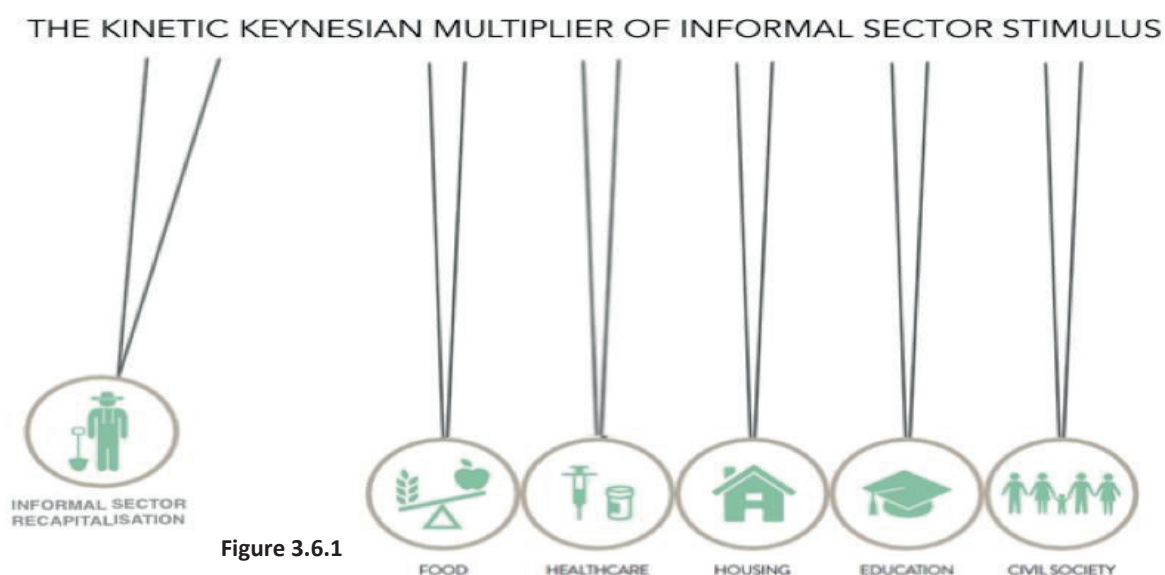 THE KINETIC KEYNESIAN MULTIPLIER OF INFORMAL SECTOR STIMULUS
INFORMAL SECTOR
RECAPITALISATION
Figure 3.6.1
FOOD
HEALTHCARE
HOUSING
EDUCATION
CIVIL SOCIETY